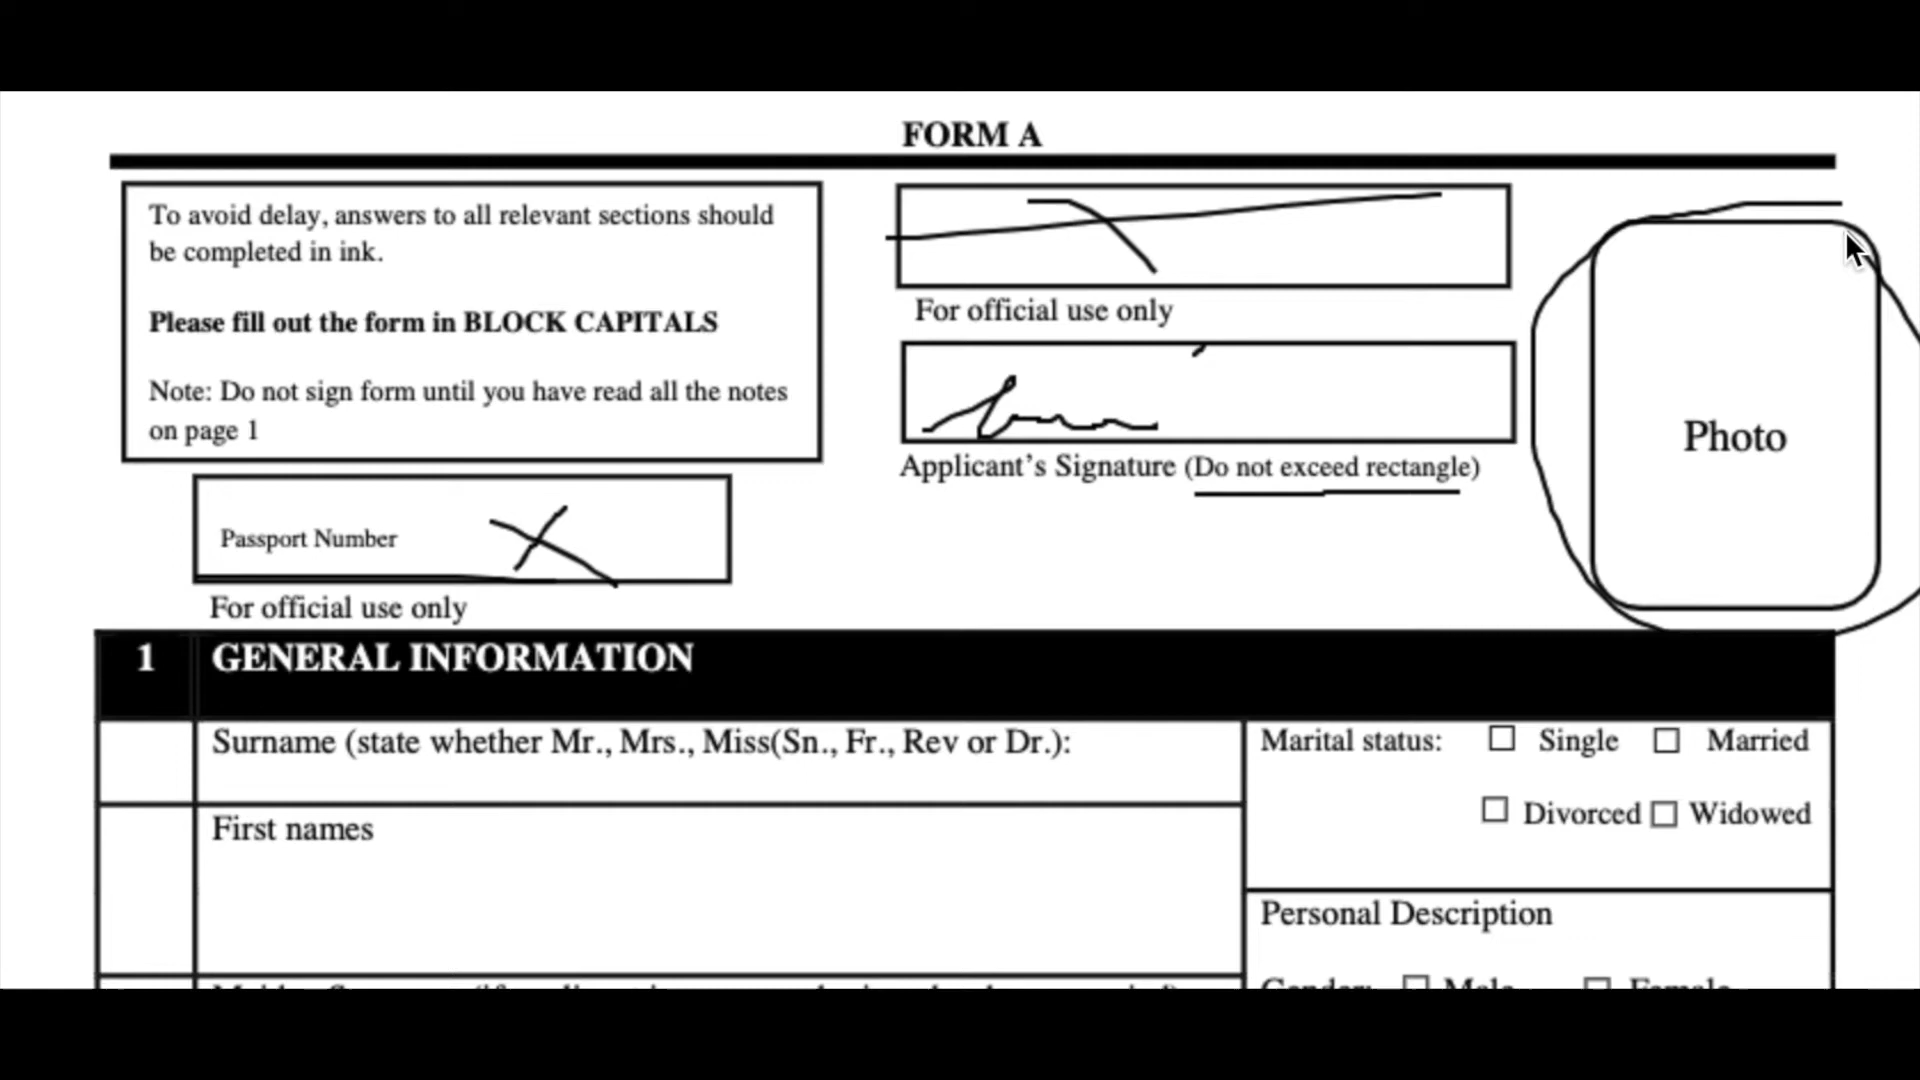 FORM A
To avoid delay, answers to all relevant sections should
be completed in ink.
Please fill out the form in BLOCK CAPITALS
Note: Do not sign form until you have read all the notes
on page 1
For official use only
Applicant's Signature (Do not exceed rectangle)
Photo
Passport Number
For official use only
1 GENERAL INFORMATION
Surname (state whether Mr., Mrs., Miss(Sn., Fr., Rev or Dr.):
Marital status: Single Married
Divorced Widowed
First names
Personal Description
Gender: Male Female